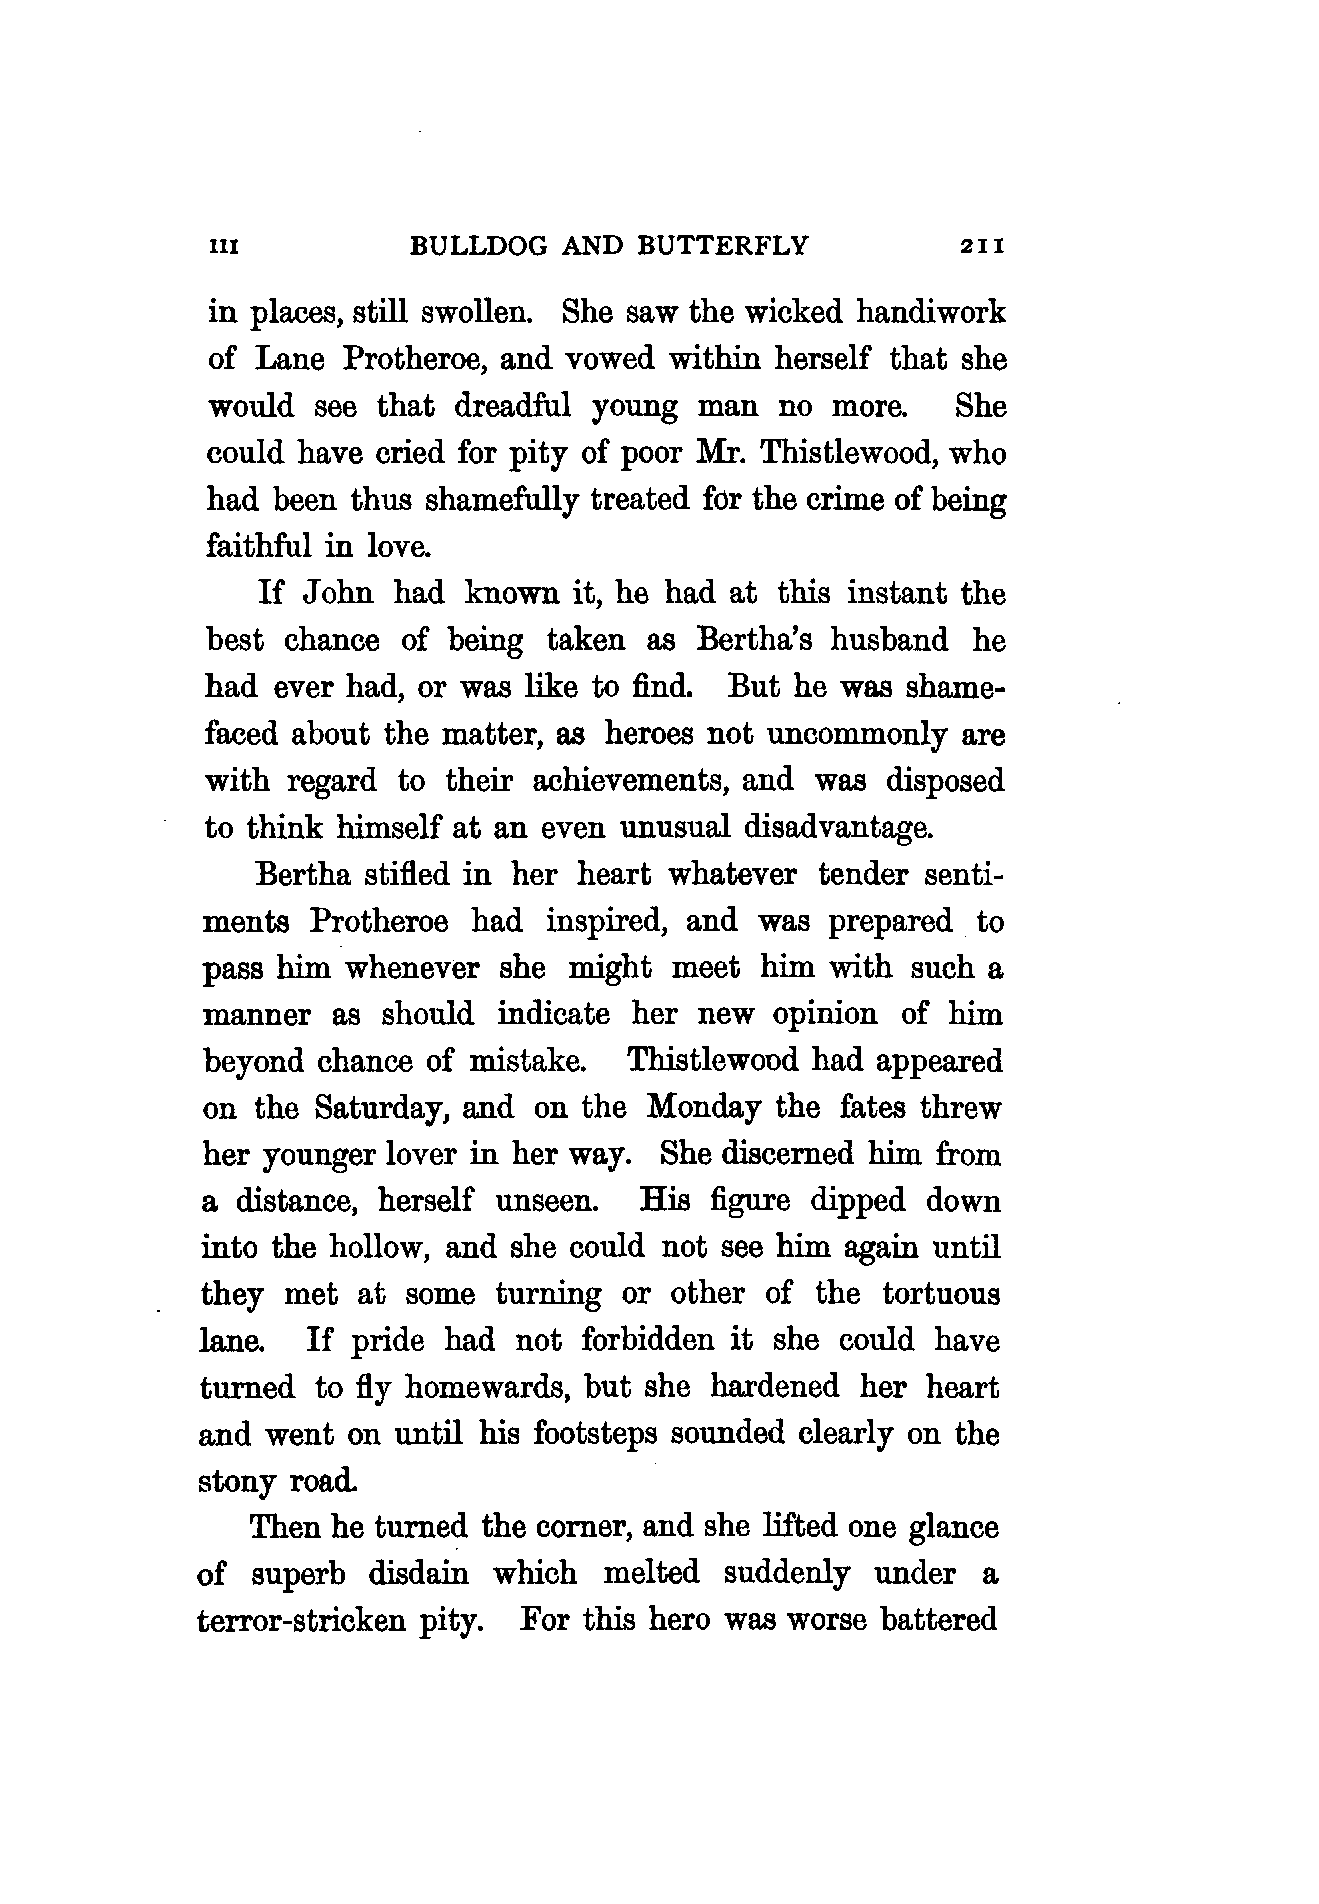 III BULLDOG AND BUTTERFLY 211
in places, still swollen. She saw the wicked handiwork
of Lane Protheroe, and vowed within herself that she
would see that dreadful young man no more. She
could have cried for pity of poor Mr. Thistlewood, who
had been thus shamefully treated for the crime of being
faithful in love.
If John had known it, he had at this instant the
best chance of being taken as Bertha's husband he
had ever had, or was like to find. But he was shame-
faced about the matter, as heroes not uncommonly are
with regard to their achievements, and was disposed
to think himself at an even unusual disadvantage.
Bertha stifled in her heart whatever tender senti-
ments Protheroe had inspired, and was prepared to
pass him whenever she might meet him with such a
manner as should indicate her new opinion of him
beyond chance of mistake. Thistlewood had appeared
on the Saturday, and on the Monday the fates threw
her younger lover in her way. She discerned him from
a distance, herself unseen. His figure dipped down
into the hollow, and she could not see him again until
they met at some turning or other of the tortuous
lane. If pride had not forbidden it she could have
turned to fly homewards, but she hardened her heart
and went on until his footsteps sounded clearly on the
stony road.
Then he turned the corner, and she lifted one glance
of superb disdain which melted suddenly under a
terror-stricken pity. For this hero was worse battered